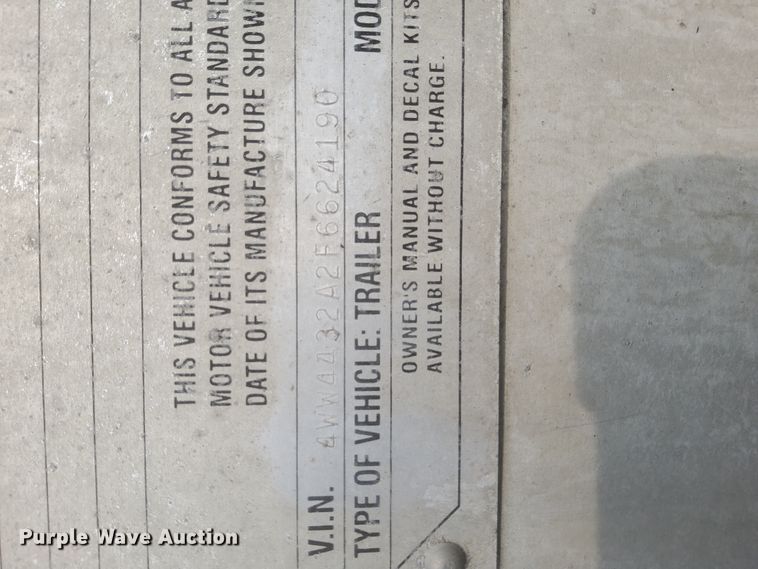 THIS VEHICLE CONFORMS TO ALL A
MOTOR VEHICLE SAFETY STANDARD
DATE OF ITS MANUFACTURE SHOWN
V.I.N. 4WW4432A2F6624190
TYPE OF VEHICLE: TRAILER MOD
OWNER'S MANUAL AND DECAL KITS
AVAILABLE WITHOUT CHARGE.
Purple Wave Auction